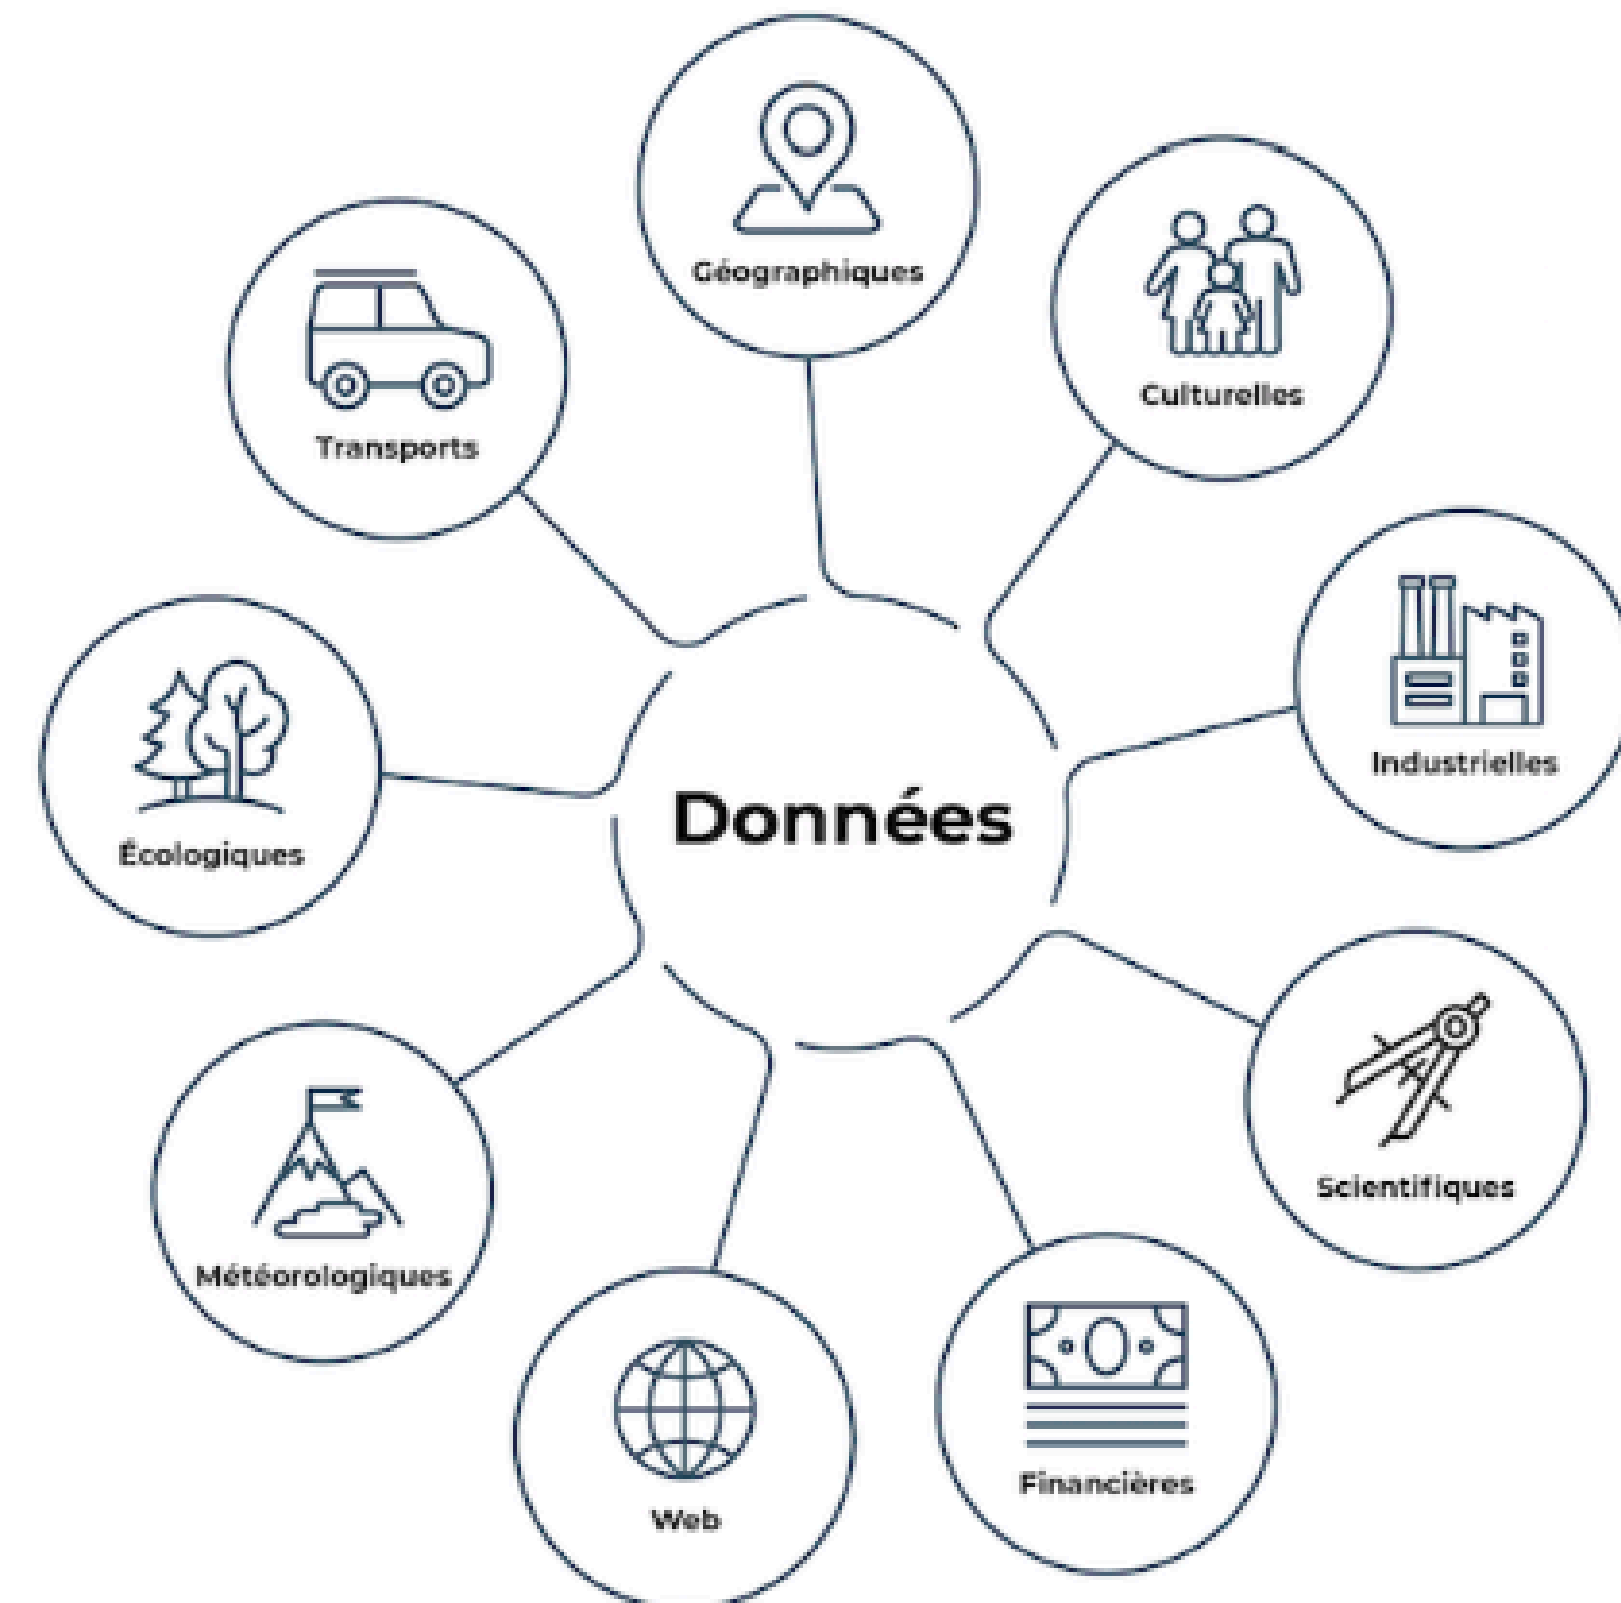 Géographiques
Culturelles
Transports
Industrielles
Données
Écologiques
Scientifiques
Météorologiques
Financières
Web